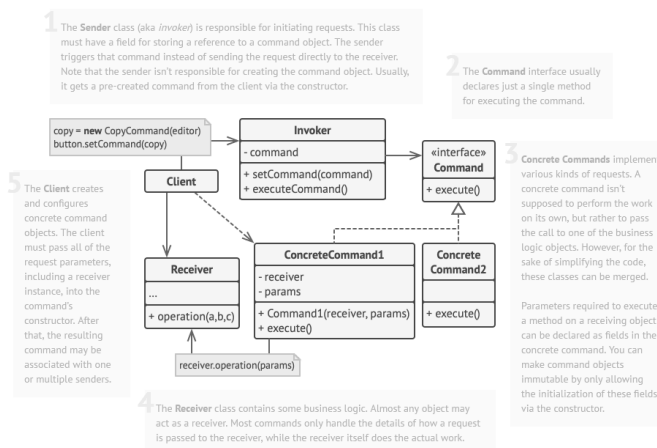 1
The Sender class (aka invoker) is responsible for initiating requests. This class
must have a field for storing a reference to a command object. The sender
triggers that command instead of sending the request directly to the receiver.
Note that the sender isn't responsible for creating the command object. Usually,
it gets a pre-created command from the client via the constructor.
2
The Command interface usually
declares just a single method
for executing the command.
copy = new CopyCommand(editor)
button.setCommand(copy)
Invoker
- command
+ setCommand(command)
+ executeCommand()
«interface»
Command
+ execute()
3
Concrete Commands implemen
various kinds of requests. A
concrete command isn't
supposed to perform the work
on its own, but rather to pass
the call to one of the business
logic objects. However, for the
sake of simplifying the code,
these classes can be merged.
Parameters required to execute
a method on a receiving object
can be declared as fields in the
concrete command. You can
make command objects
immutable by only allowing
the initialization of these fields
via the constructor.
Client
5
The Client creates
and configures
concrete command
objects. The client
must pass all of the
request parameters,
including a receiver
instance, into the
command's
constructor. After
that, the resulting
command may be
associated with one
or multiple senders.
Receiver
...
+ operation(a,b,c)
ConcreteCommand1
- receiver
- params
+ Command1(receiver, params)
+ execute()
Concrete
Command2
+ execute()
receiver.operation(params)
4
The Receiver class contains some business logic. Almost any object may
act as a receiver. Most commands only handle the details of how a request
is passed to the receiver, while the receiver itself does the actual work.